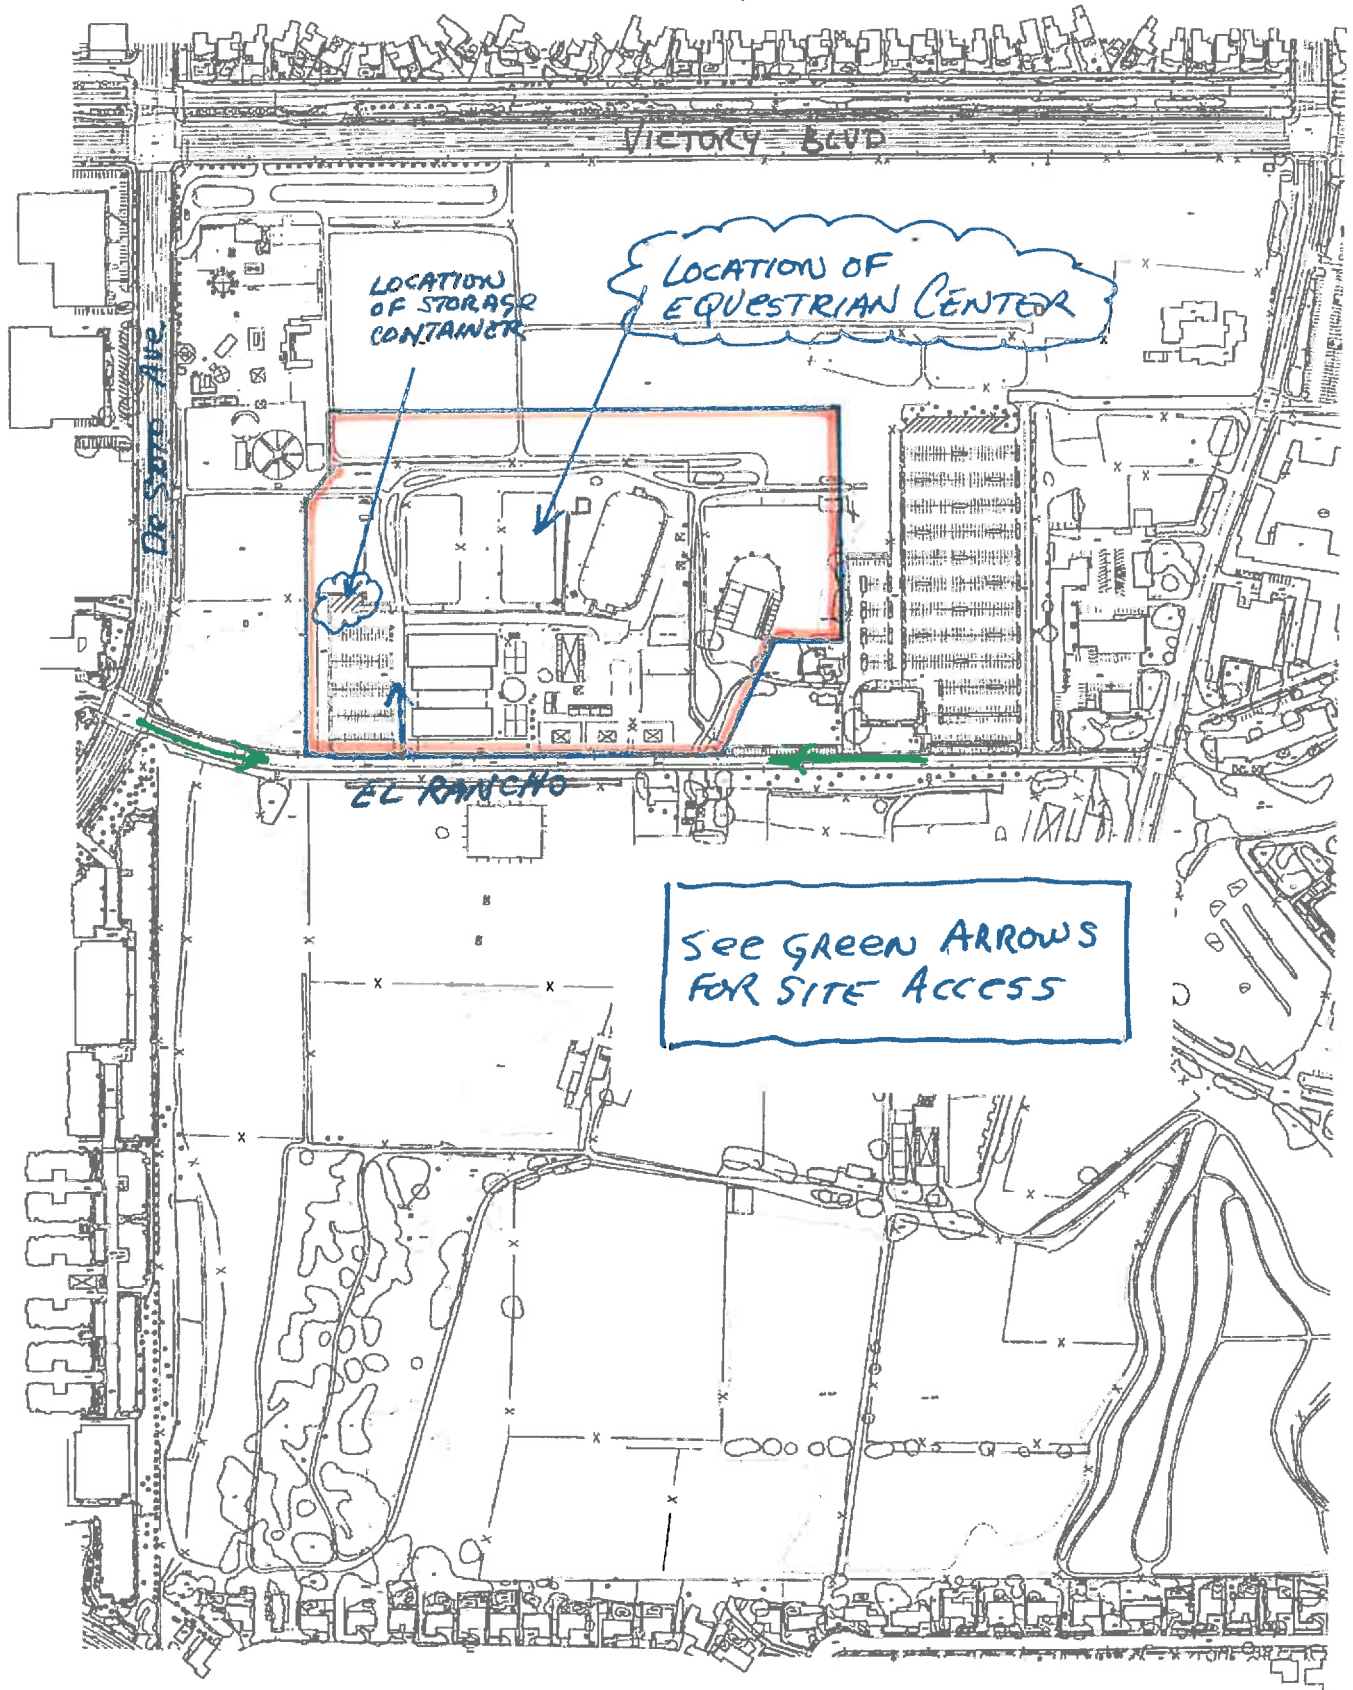 VICTORY BLVD
LOCATION
OF STORAGE
CONTAINER
LOCATION OF
EQUESTRIAN CENTER
De Soto Ave
EL RANCHO
See GReeN ARROWS
FOR SITE ACCESS